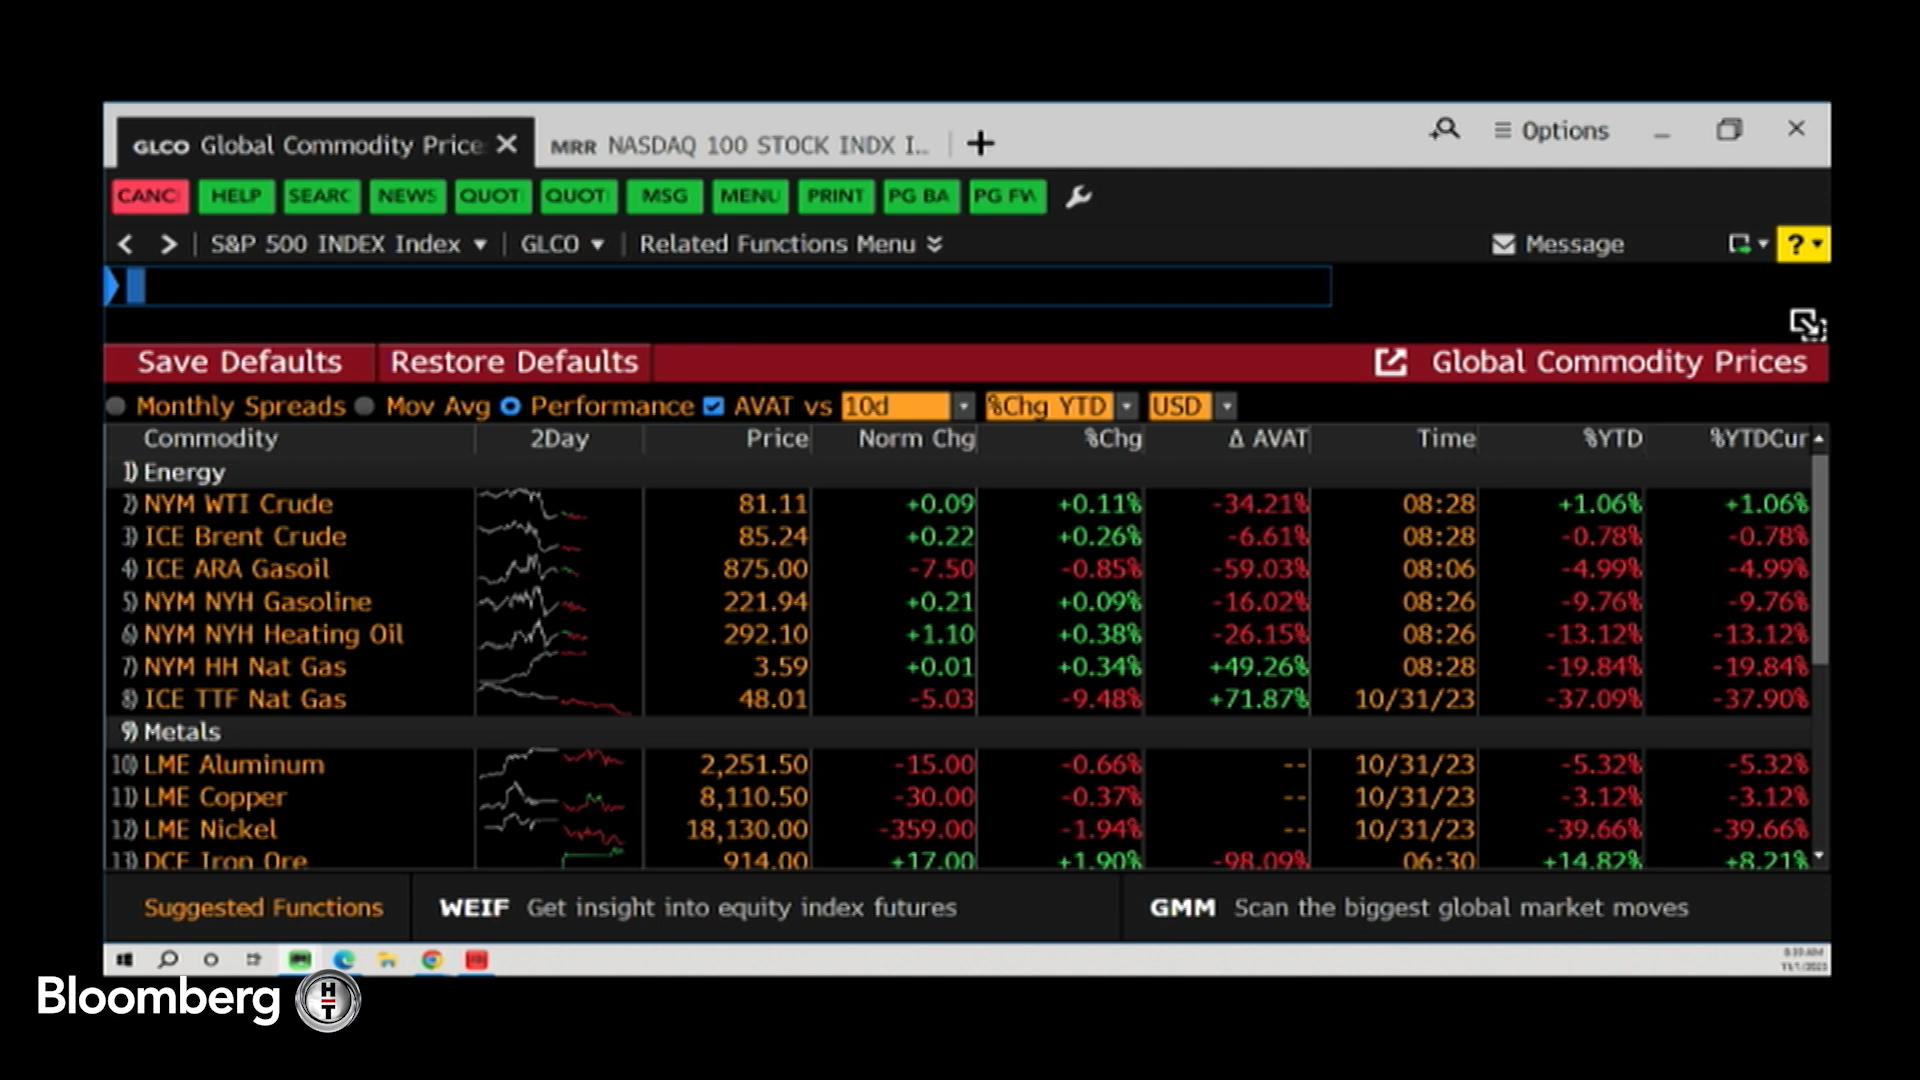 GLCO Global Commodity Price MRR NASDAQ 100 STOCK INDX I.. Options
CANC HELP SEARC NEWS QUOT QUOT MSG MENU PRINT PG BA PG FW
S&P 500 INDEX Index GLCO Related Functions Menu Message ?
Save Defaults Restore Defaults Global Commodity Prices
Monthly Spreads Mov Avg Performance AVAT vs 10d %Chg YTD USD
Commodity 2Day Price Norm Chg %Chg Δ AVAT Time %YTD %YTDCur
1) Energy
2) NYM WTI Crude 81.11 +0.09 +0.11% -34.21% 08:28 +1.06% +1.06%
3) ICE Brent Crude 85.24 +0.22 +0.26% -6.61% 08:28 -0.78% -0.78%
4) ICE ARA Gasoil 875.00 -7.50 -0.85% -59.03% 08:06 -4.99% -4.99%
5) NYM NYH Gasoline 221.94 +0.21 +0.09% -16.02% 08:26 -9.76% -9.76%
6) NYM NYH Heating Oil 292.10 +1.10 +0.38% -26.15% 08:26 -13.12% -13.12%
7) NYM HH Nat Gas 3.59 +0.01 +0.34% +49.26% 08:28 -19.84% -19.84%
8) ICE TTF Nat Gas 48.01 -5.03 -9.48% +71.87% 10/31/23 -37.09% -37.90%
9) Metals
10) LME Aluminum 2,251.50 -15.00 -0.66% -- 10/31/23 -5.32% -5.32%
11) LME Copper 8,110.50 -30.00 -0.37% -- 10/31/23 -3.12% -3.12%
12) LME Nickel 18,130.00 -359.00 -1.94% -- 10/31/23 -39.66% -39.66%
13) DCE Iron Ore 914.00 +17.00 +1.90% -98.09% 06:30 +14.82% +8.21%
Suggested Functions WEIF Get insight into equity index futures GMM Scan the biggest global market moves
Bloomberg HT